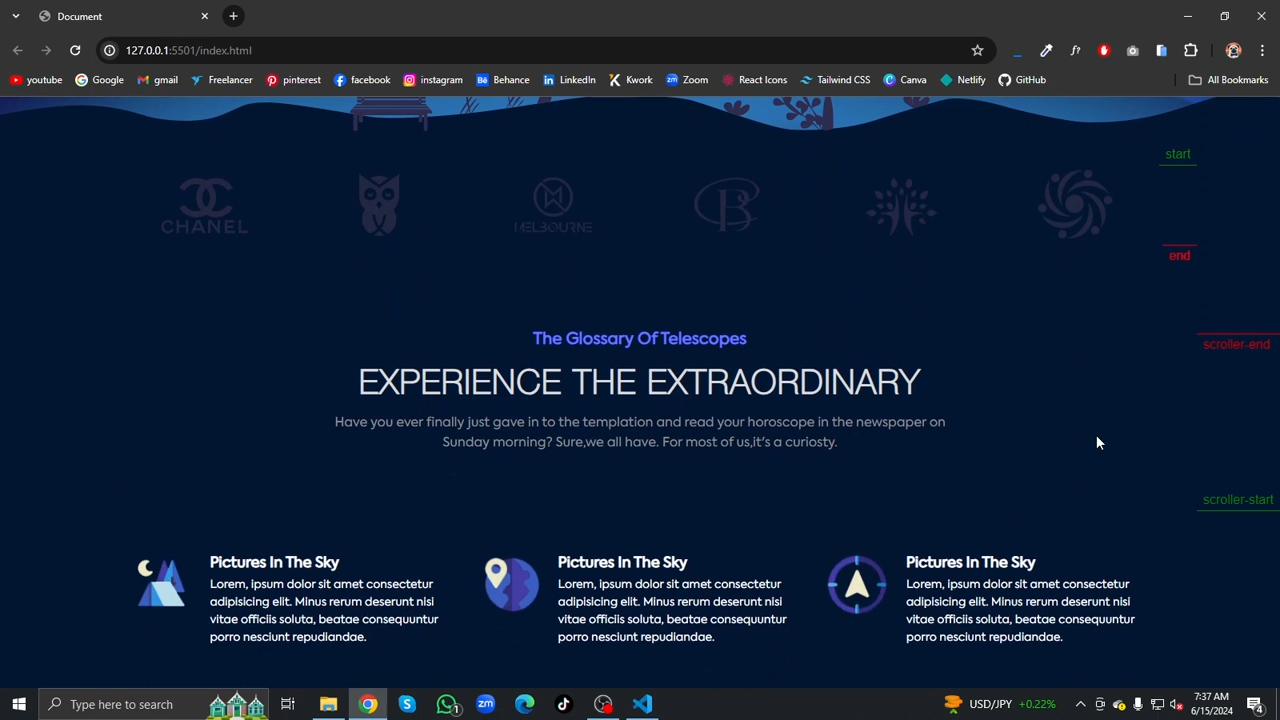 Document
127.0.0.1:5501/index.html
youtube Google gmail Freelancer pinterest facebook instagram Behance LinkedIn Kwork Zoom React Icons Tailwind CSS Canva Netlify GitHub All Bookmarks
start
CHANEL MELBOURNE
end
The Glossary Of Telescopes
scroller-end
EXPERIENCE THE EXTRAORDINARY
Have you ever finally just gave in to the templation and read your horoscope in the newspaper on
Sunday morning? Sure,we all have. For most of us,it's a curiosty.
scroller-start
Pictures In The Sky
Lorem, ipsum dolor sit amet consectetur
adipisicing elit. Minus rerum deserunt nisi
vitae officiis soluta, beatae consequuntur
porro nesciunt repudiandae.
Pictures In The Sky
Lorem, ipsum dolor sit amet consectetur
adipisicing elit. Minus rerum deserunt nisi
vitae officiis soluta, beatae consequuntur
porro nesciunt repudiandae.
Pictures In The Sky
Lorem, ipsum dolor sit amet consectetur
adipisicing elit. Minus rerum deserunt nisi
vitae officiis soluta, beatae consequuntur
porro nesciunt repudiandae.
Type here to search
USD/JPY +0.22%
7:37 AM
6/15/2024